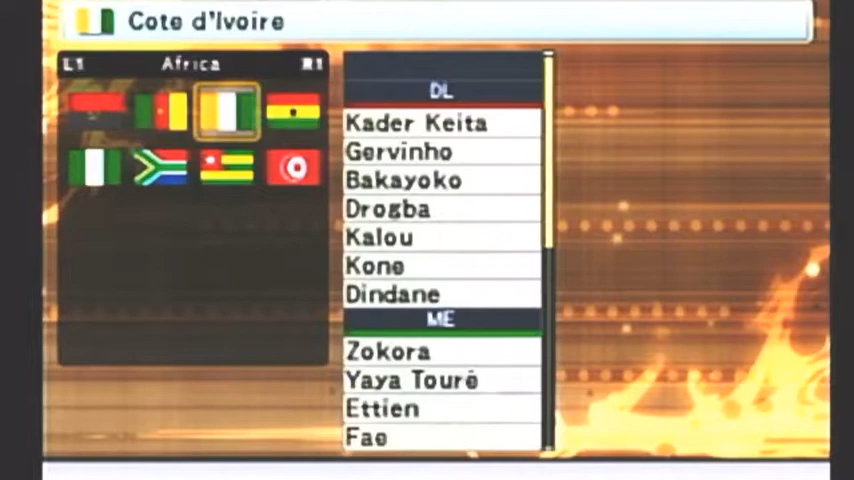 Cote d'Ivoire
L1 Africa R1
DL
Kader Keita
Gervinho
Bakayoko
Drogba
Kalou
Kone
Dindane
ME
Zokora
Yaya Touré
Ettien
Fae